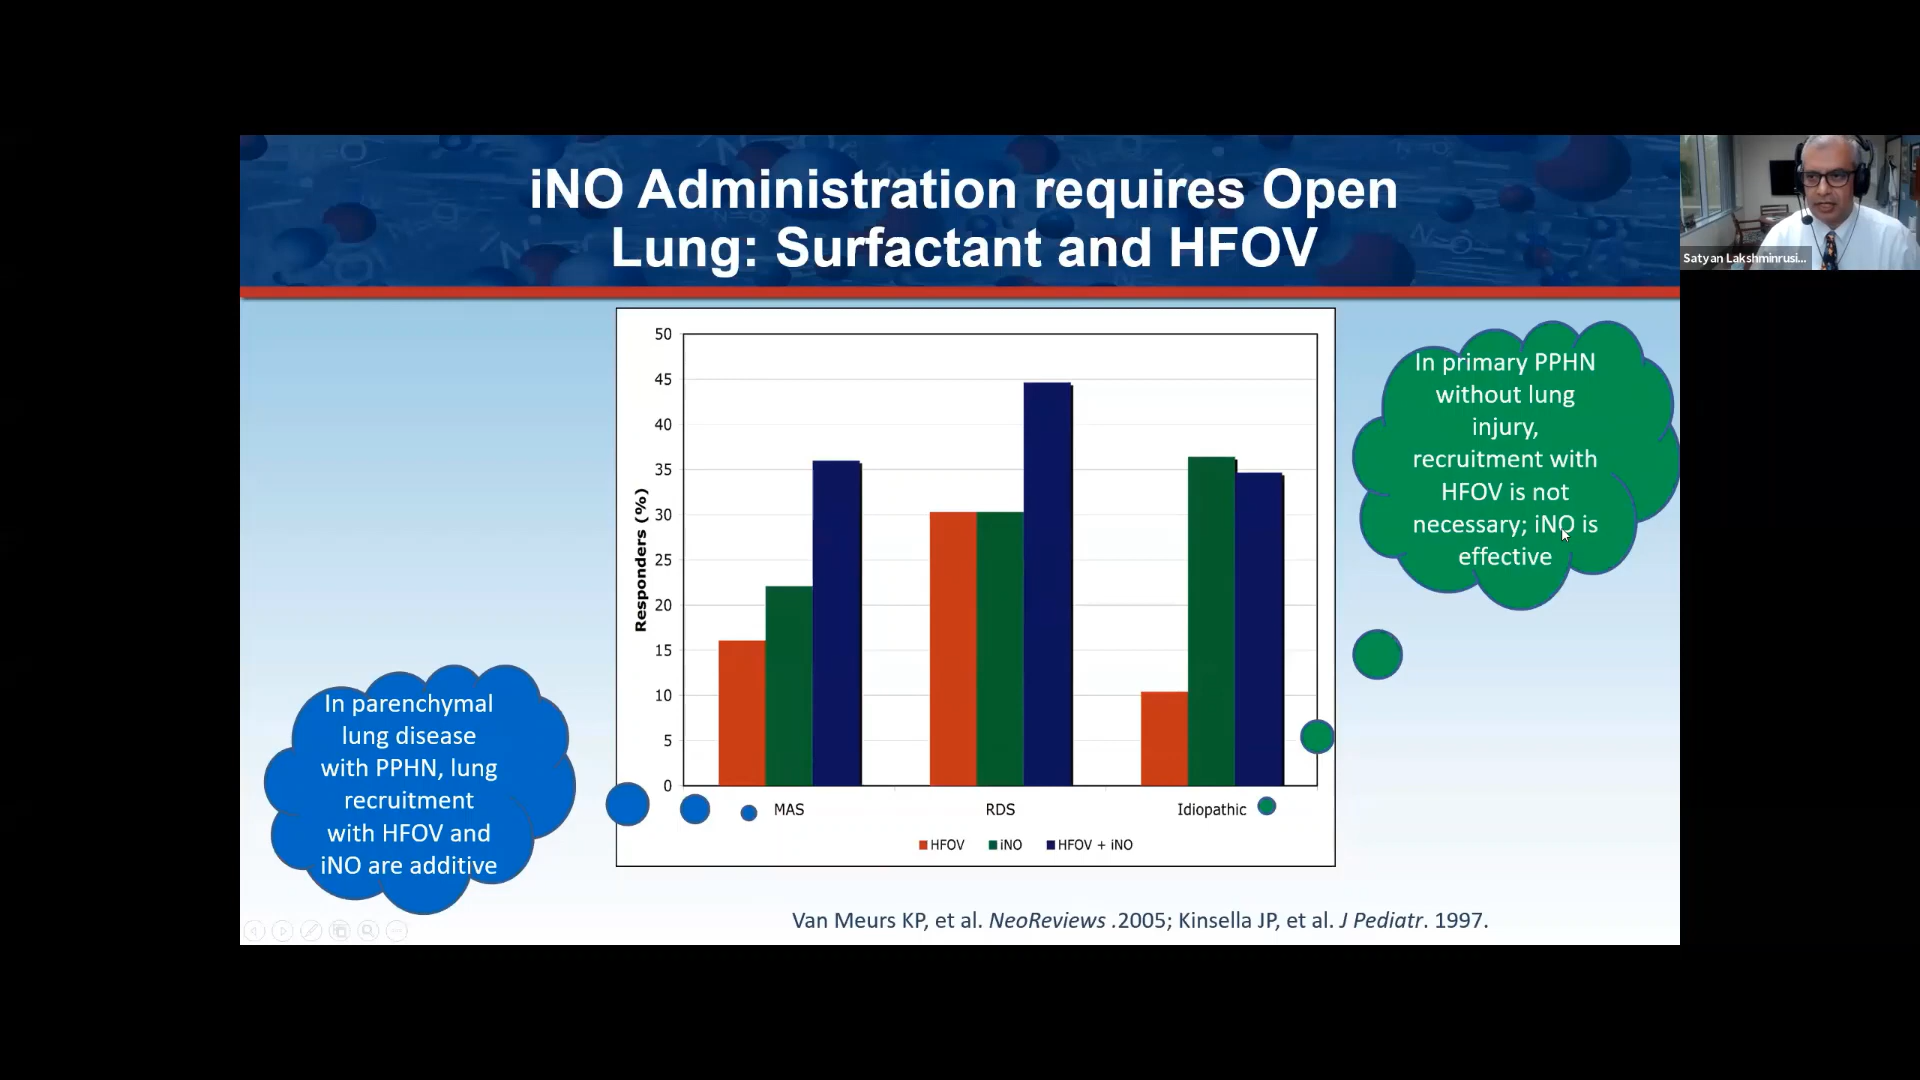 iNO Administration requires Open
Lung: Surfactant and HFOV
Satyan Lakshminrusi...
In primary PPHN
without lung
injury,
recruitment with
HFOV is not
necessary; iNO is
effective
Responders (%)
50
45
40
35
30
25
20
15
10
5
0
MAS
RDS
Idiopathic
HFOV
iNO
HFOV + iNO
In parenchymal
lung disease
with PPHN, lung
recruitment
with HFOV and
iNO are additive
Van Meurs KP, et al. NeoReviews .2005; Kinsella JP, et al. J Pediatr. 1997.